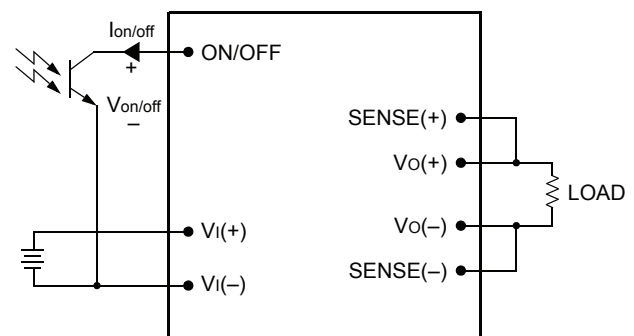 Ion/off
+
ON/OFF
Von/off
–
SENSE(+)
VO(+)
LOAD
VI(+)
VO(–)
SENSE(–)
VI(–)